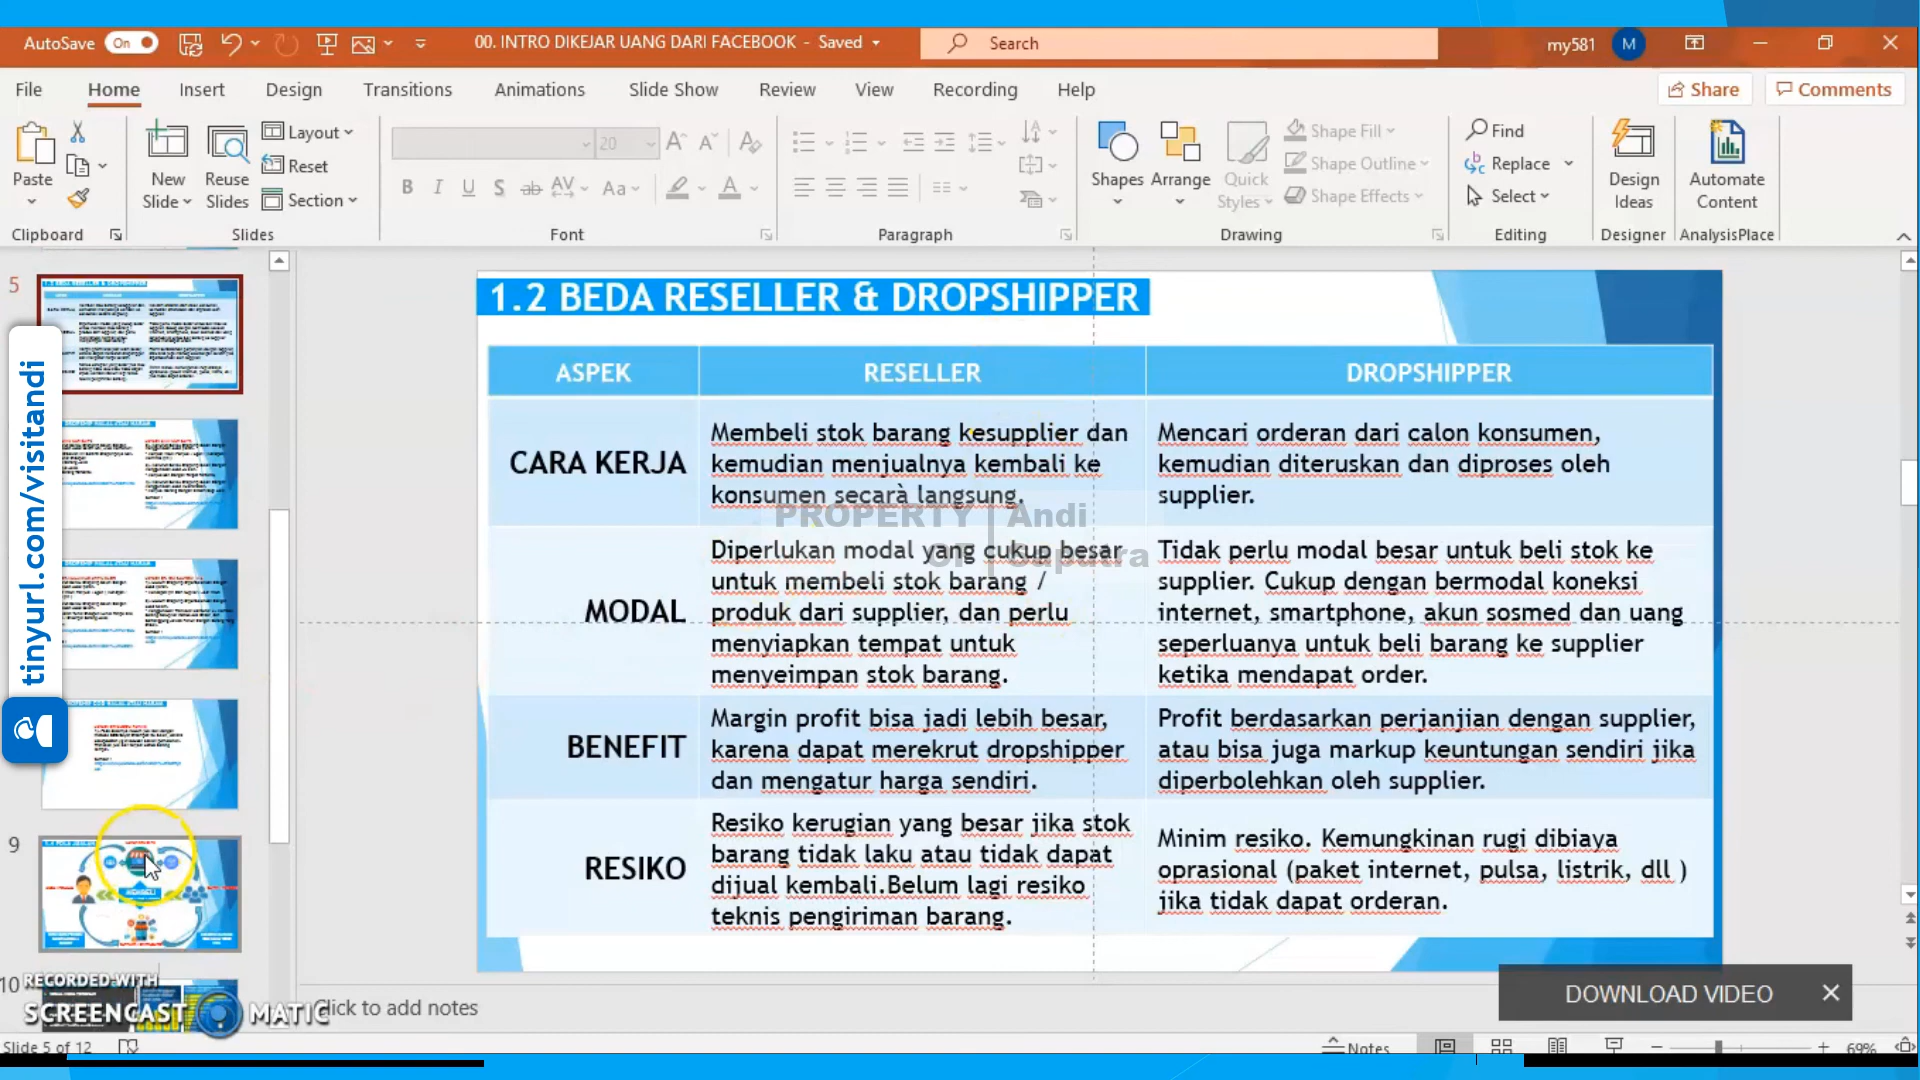 AutoSave On
00. INTRO DIKEJAR UANG DARI FACEBOOK - Saved
Search
my581 M
File Home Insert Design Transitions Animations Slide Show Review View Recording Help
Share Comments
Paste
Clipboard
New Slide
Reuse Slides
Layout
Reset
Section
Slides
20
Font
Paragraph
Shapes
Arrange
Quick Styles
Shape Fill
Shape Outline
Shape Effects
Drawing
Find
Replace
Select
Editing
Design Ideas
Designer
Automate Content
AnalysisPlace
5
9
10
tinyurl.com/visitandi
1.2 BEDA RESELLER & DROPSHIPPER
ASPEK RESELLER DROPSHIPPER
CARA KERJA
Membeli stok barang kesupplier dan
kemudian menjualnya kembali ke
konsumen secarà langsung.
Mencari orderan dari calon konsumen,
kemudian diteruskan dan diproses oleh
supplier.
MODAL
Diperlukan modal yang cukup besar
untuk membeli stok barang /
produk dari supplier, dan perlu
menyiapkan tempat untuk
menyeimpan stok barang.
Tidak perlu modal besar untuk beli stok ke
supplier. Cukup dengan bermodal koneksi
internet, smartphone, akun sosmed dan uang
seperluanya untuk beli barang ke supplier
ketika mendapat order.
BENEFIT
Margin profit bisa jadi lebih besar,
karena dapat merekrut dropshipper
dan mengatur harga sendiri.
Profit berdasarkan perjanjian dengan supplier,
atau bisa juga markup keuntungan sendiri jika
diperbolehkan oleh supplier.
RESIKO
Resiko kerugian yang besar jika stok
barang tidak laku atau tidak dapat
dijual kembali.Belum lagi resiko
teknis pengiriman barang.
Minim resiko. Kemungkinan rugi dibiaya
oprasional (paket internet, pulsa, listrik, dll )
jika tidak dapat orderan.
PROPERTY OF
Andi Saputra
RECORDED WITH
SCREENCAST MATIC
Click to add notes
DOWNLOAD VIDEO
Slide 5 of 12
Notes
69%